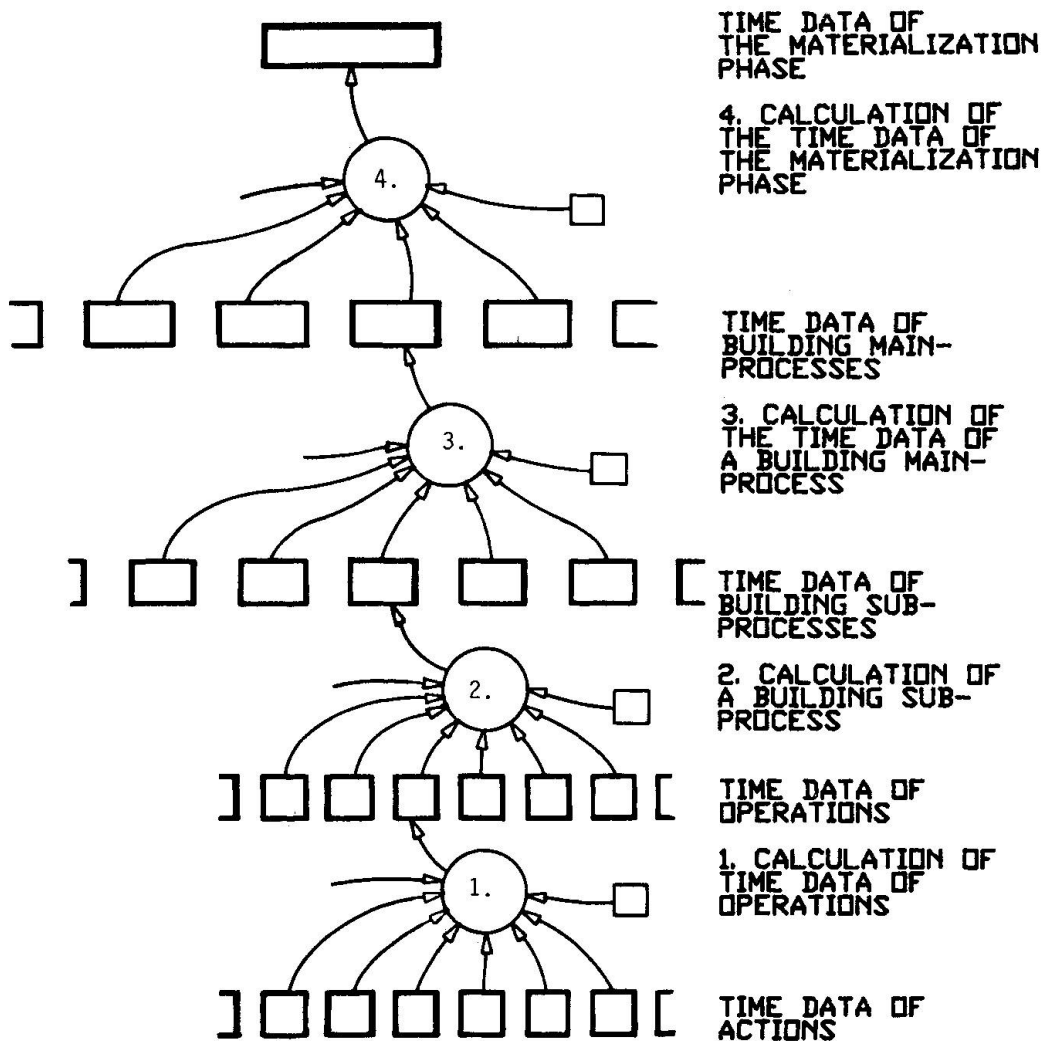 TIME DATA OF
THE MATERIALIZATION
PHASE
4. CALCULATION OF
THE TIME DATA OF
THE MATERIALIZATION
PHASE
4.
TIME DATA OF
BUILDING MAIN-
PROCESSES
3. CALCULATION OF
THE TIME DATA OF
A BUILDING MAIN-
PROCESS
3.
TIME DATA OF
BUILDING SUB-
PROCESSES
2. CALCULATION OF
A BUILDING SUB-
PROCESS
2.
TIME DATA OF
OPERATIONS
1. CALCULATION OF
TIME DATA OF
OPERATIONS
1.
TIME DATA OF
ACTIONS